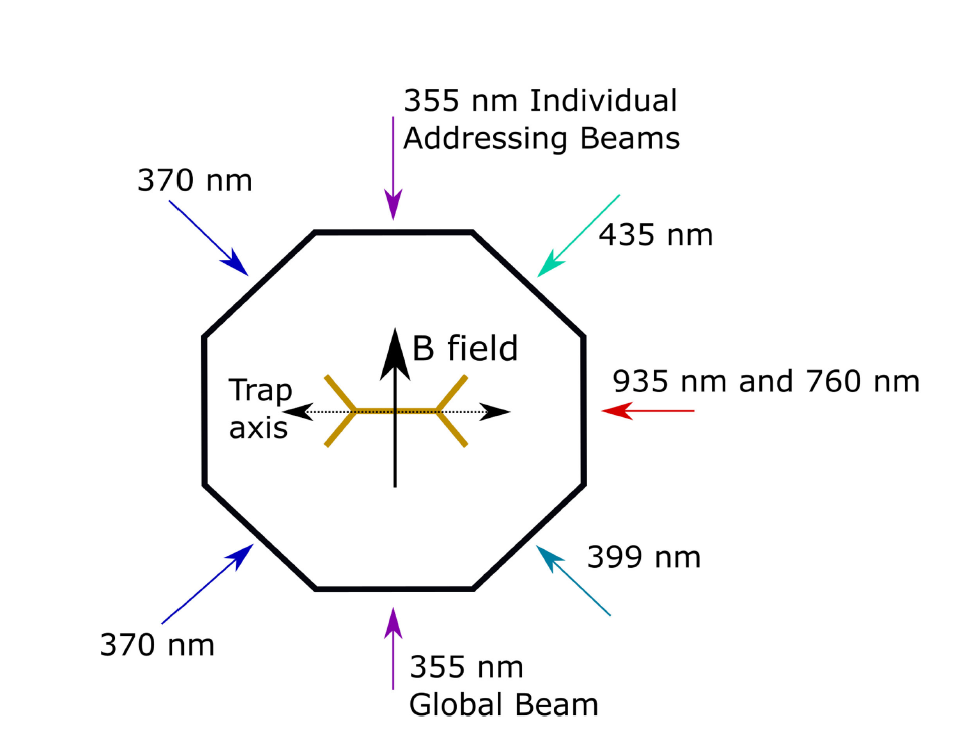 355 nm Individual
Addressing Beams
370 nm
435 nm
B field
935 nm and 760 nm
Trap
axis
399 nm
370 nm
355 nm
Global Beam